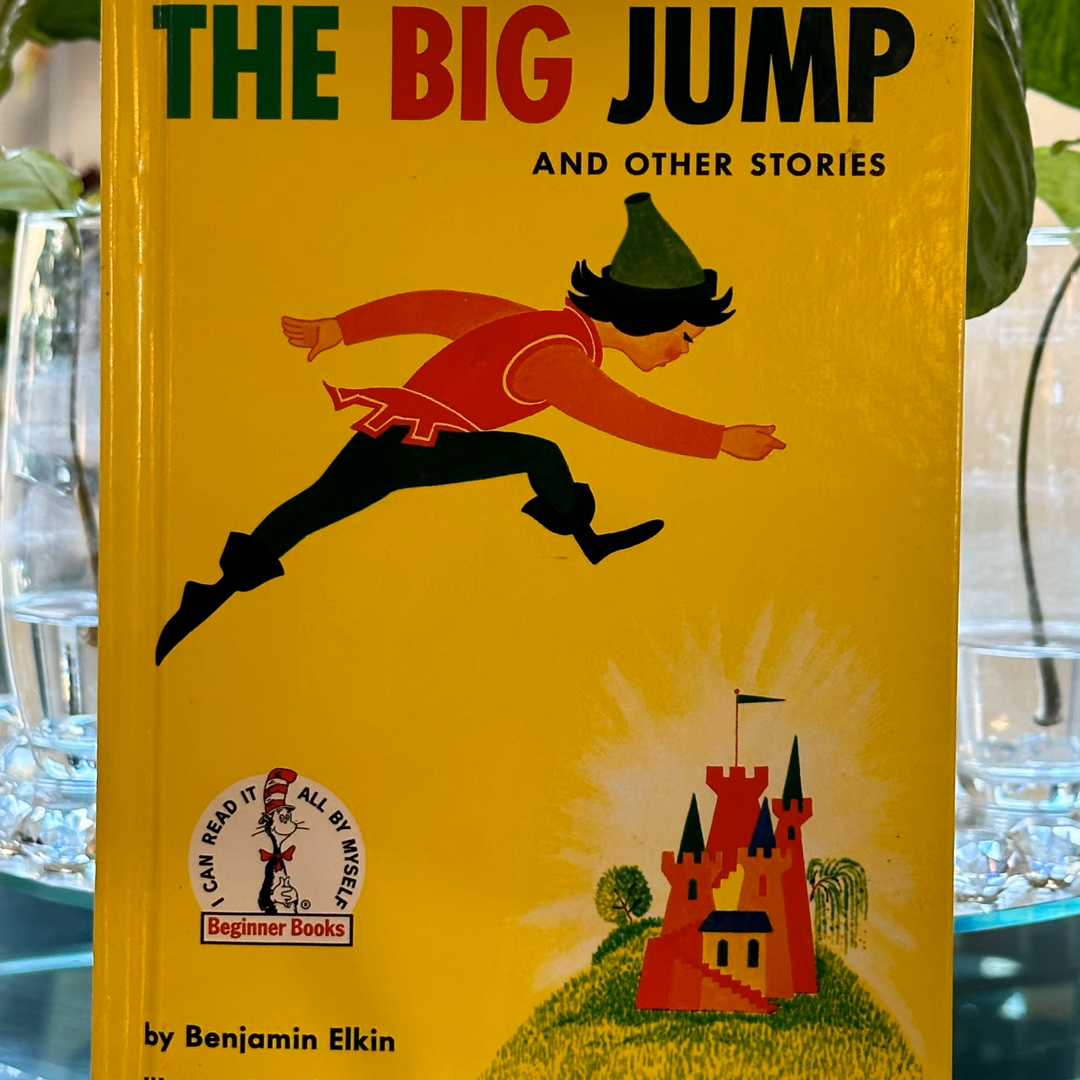 THE BIG JUMP
AND OTHER STORIES
I CAN READ IT ALL BY MYSELF
Beginner Books
by Benjamin Elkin